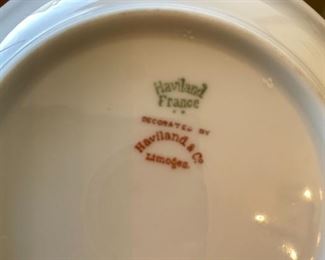 Haviland
France
DECORATED BY
Haviland & Co.
Limoges